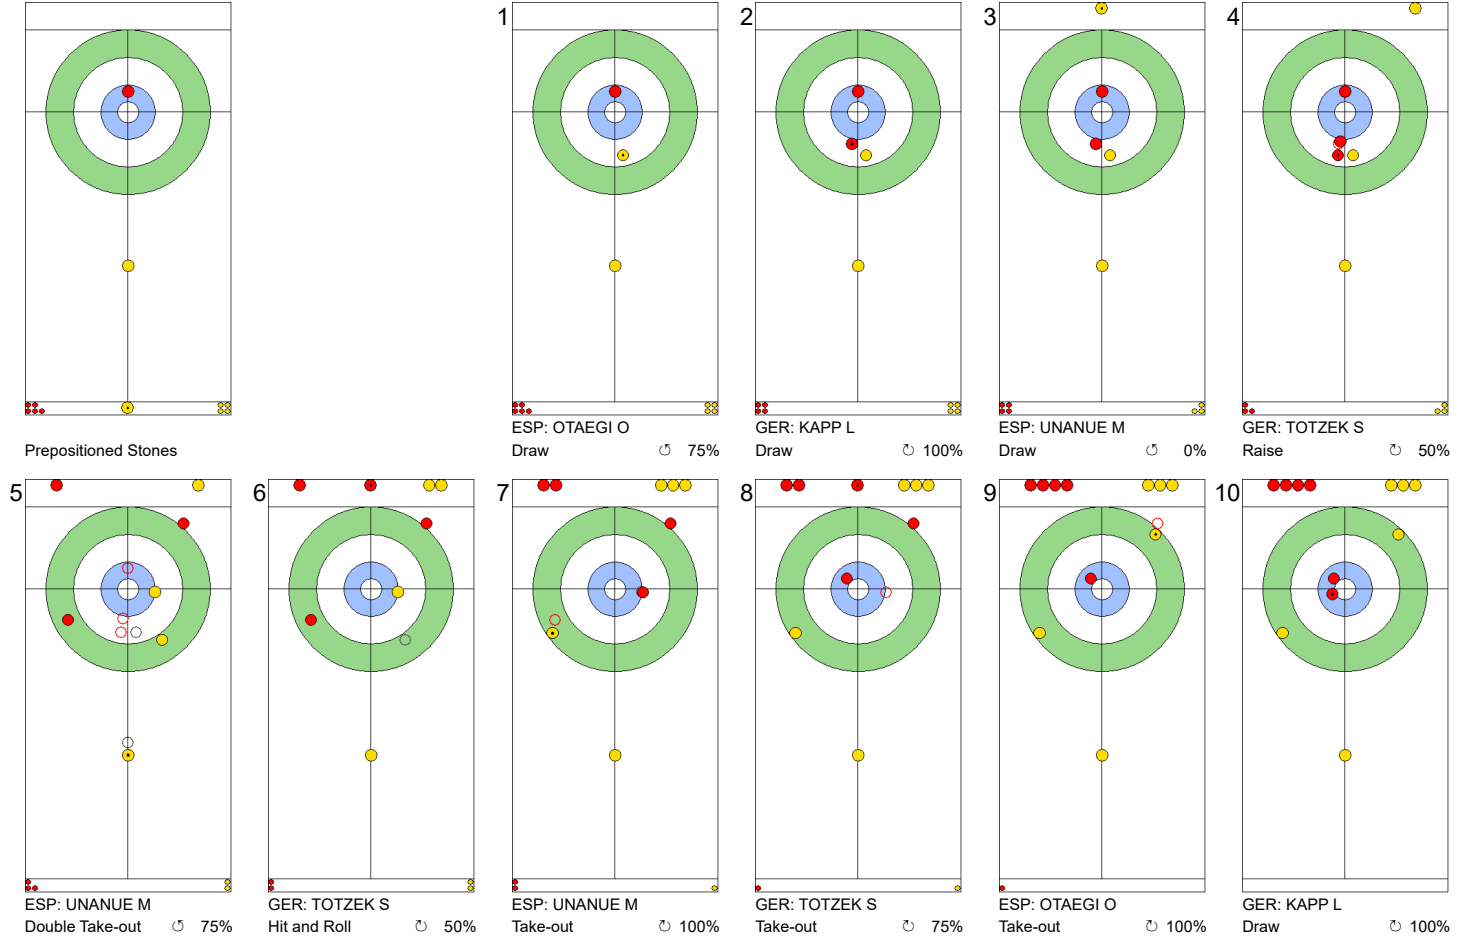 1
2
3
4
Prepositioned Stones
ESP: OTAEGI O
Draw 75%
GER: KAPP L
Draw 100%
ESP: UNANUE M
Draw 0%
GER: TOTZEK S
Raise 50%
5
6
7
8
9
10
ESP: UNANUE M
Double Take-out 75%
GER: TOTZEK S
Hit and Roll 50%
ESP: UNANUE M
Take-out 100%
GER: TOTZEK S
Take-out 75%
ESP: OTAEGI O
Take-out 100%
GER: KAPP L
Draw 100%